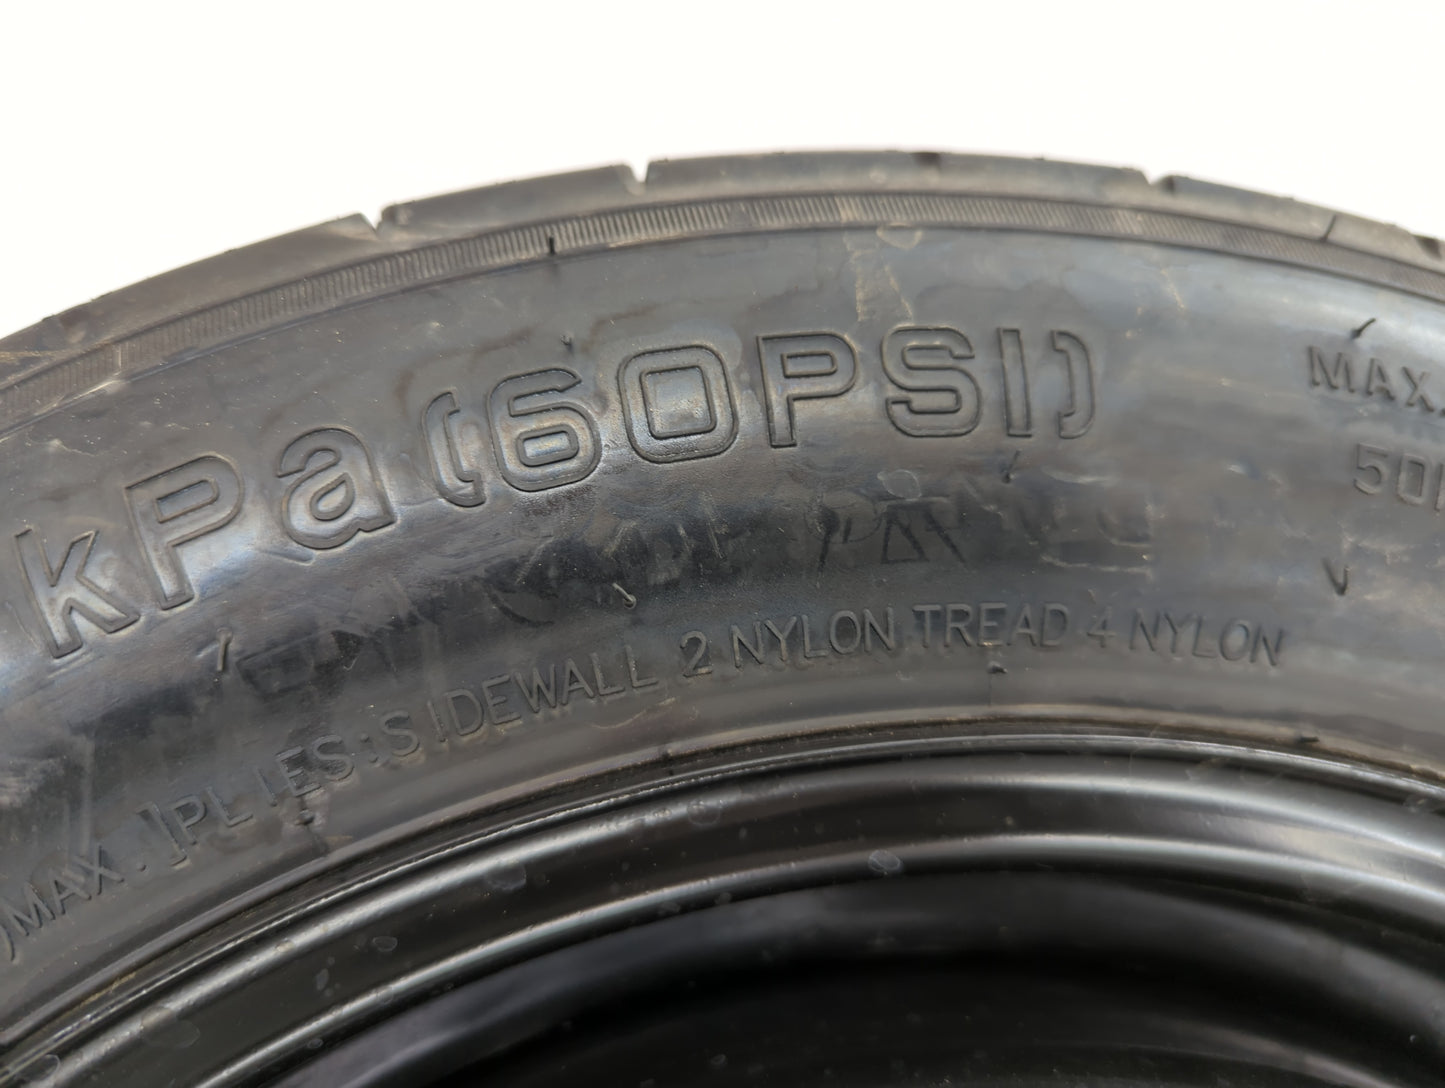 kPa(60PSI)
MAX.
50
)MAX.]PLIES:SIDEWALL 2 NYLON TREAD 4 NYLON